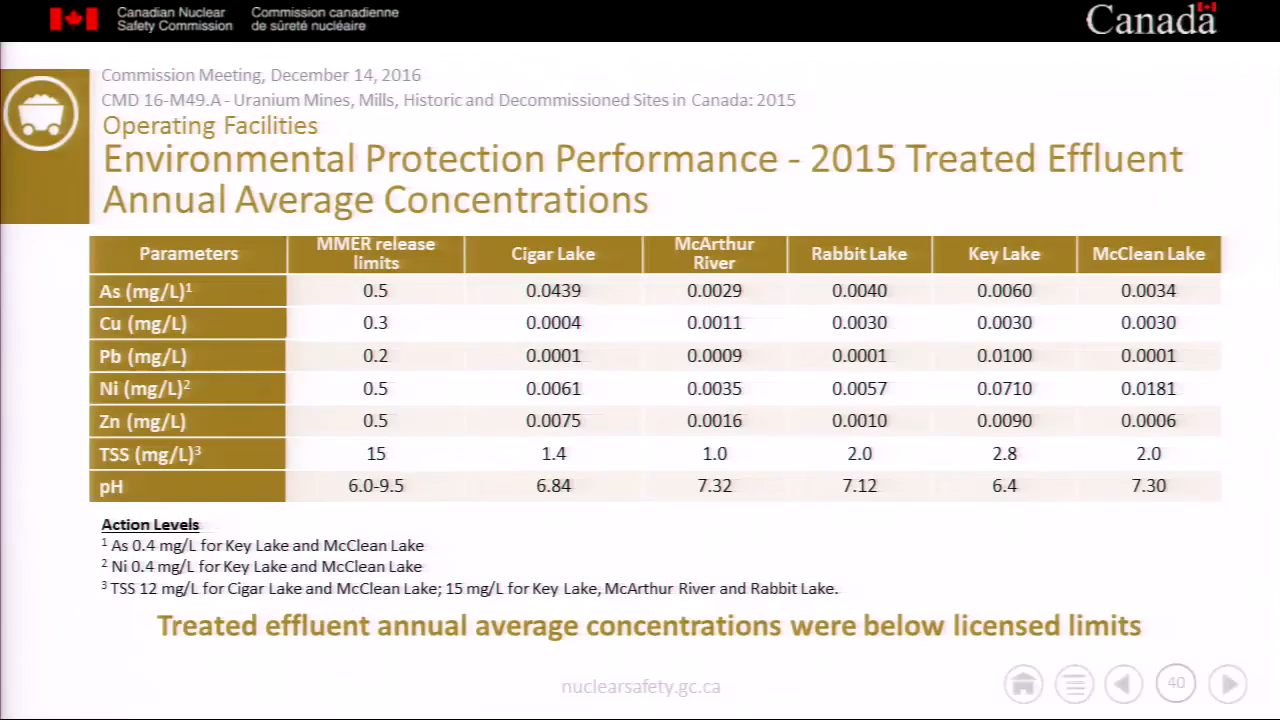 Canadian Nuclear Safety Commission
Commission canadienne de sûreté nucléaire
Canada
Commission Meeting, December 14, 2016
CMD 16-M49.A - Uranium Mines, Mills, Historic and Decommissioned Sites in Canada: 2015
Operating Facilities
Environmental Protection Performance - 2015 Treated Effluent
Annual Average Concentrations
Parameters MMER release limits Cigar Lake McArthur River Rabbit Lake Key Lake McClean Lake
As (mg/L)¹ 0.5 0.0439 0.0029 0.0040 0.0060 0.0034
Cu (mg/L) 0.3 0.0004 0.0011 0.0030 0.0030 0.0030
Pb (mg/L) 0.2 0.0001 0.0009 0.0001 0.0100 0.0001
Ni (mg/L)² 0.5 0.0061 0.0035 0.0057 0.0710 0.0181
Zn (mg/L) 0.5 0.0075 0.0016 0.0010 0.0090 0.0006
TSS (mg/L)³ 15 1.4 1.0 2.0 2.8 2.0
pH 6.0-9.5 6.84 7.32 7.12 6.4 7.30
Action Levels
¹ As 0.4 mg/L for Key Lake and McClean Lake
² Ni 0.4 mg/L for Key Lake and McClean Lake
³ TSS 12 mg/L for Cigar Lake and McClean Lake; 15 mg/L for Key Lake, McArthur River and Rabbit Lake.
Treated effluent annual average concentrations were below licensed limits
nuclearsafety.gc.ca
40